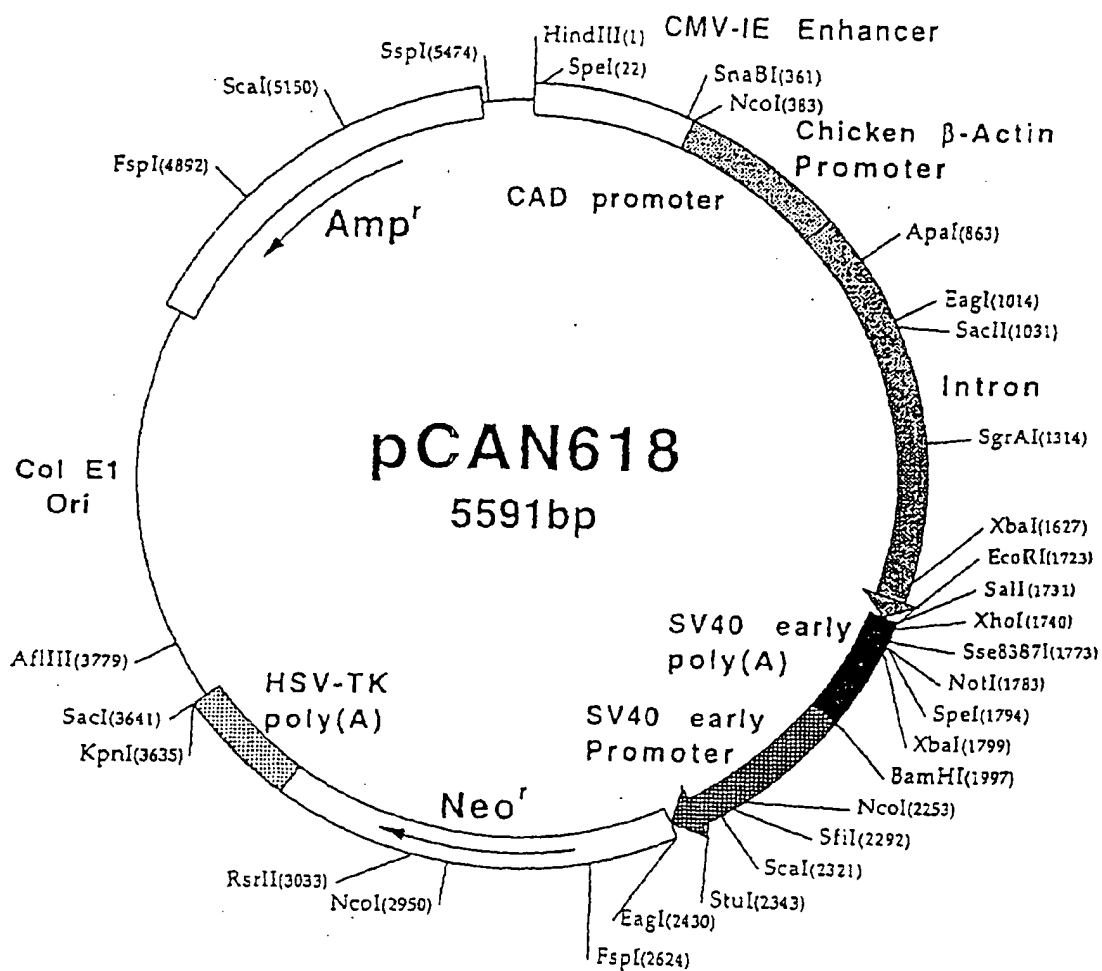 HindIII(1)
CMV-IE Enhancer
SspI(5474)
SpeI(22)
SnaBI(361)
ScaI(5150)
NcoI(383)
Chicken β-Actin
Promoter
FspI(4892)
CAD promoter
Ampr
ApaI(863)
EagI(1014)
SacII(1031)
Intron
pCAN618
5591bp
SgrAI(1314)
Col E1
Ori
XbaI(1627)
EcoRI(1723)
SalI(1731)
XhoI(1740)
SV40 early
poly(A)
Sse8387I(1773)
NotI(1783)
SpeI(1794)
XbaI(1799)
AflIII(3779)
HSV-TK
poly(A)
SacI(3641)
KpnI(3635)
SV40 early
Promoter
BamHI(1997)
Neor
NcoI(2253)
SfiI(2292)
ScaI(2321)
StuI(2343)
RsrII(3033)
NcoI(2950)
EagI(2430)
FspI(2624)